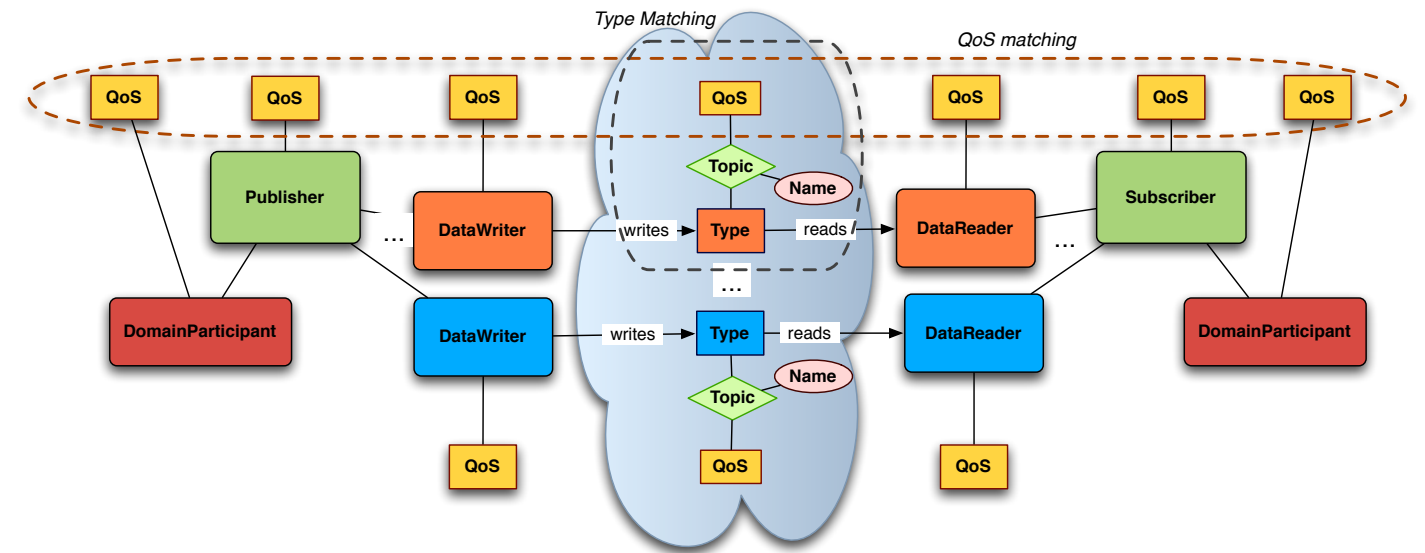 Type Matching
QoS matching
QoS
QoS
QoS
QoS
QoS
QoS
QoS
Topic
Name
Publisher
...
DataWriter
writes
Type
reads
DataReader
...
Subscriber
...
DomainParticipant
DataWriter
writes
Type
reads
DataReader
DomainParticipant
Name
Topic
QoS
QoS
QoS